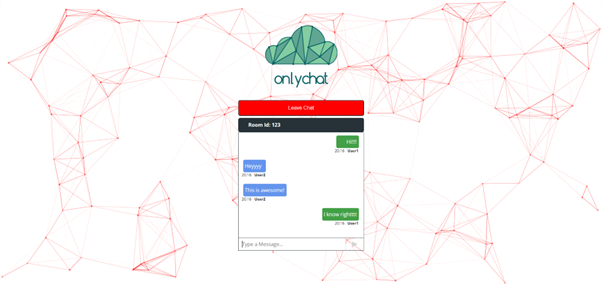 onlychat
Leave Chat
Room Id: 123
Hi!!!
20:16 User1
Heyyyy
20:16 User2
This is awesome!
20:16 User2
I know righttttt
20:16 User1
Type a Message...